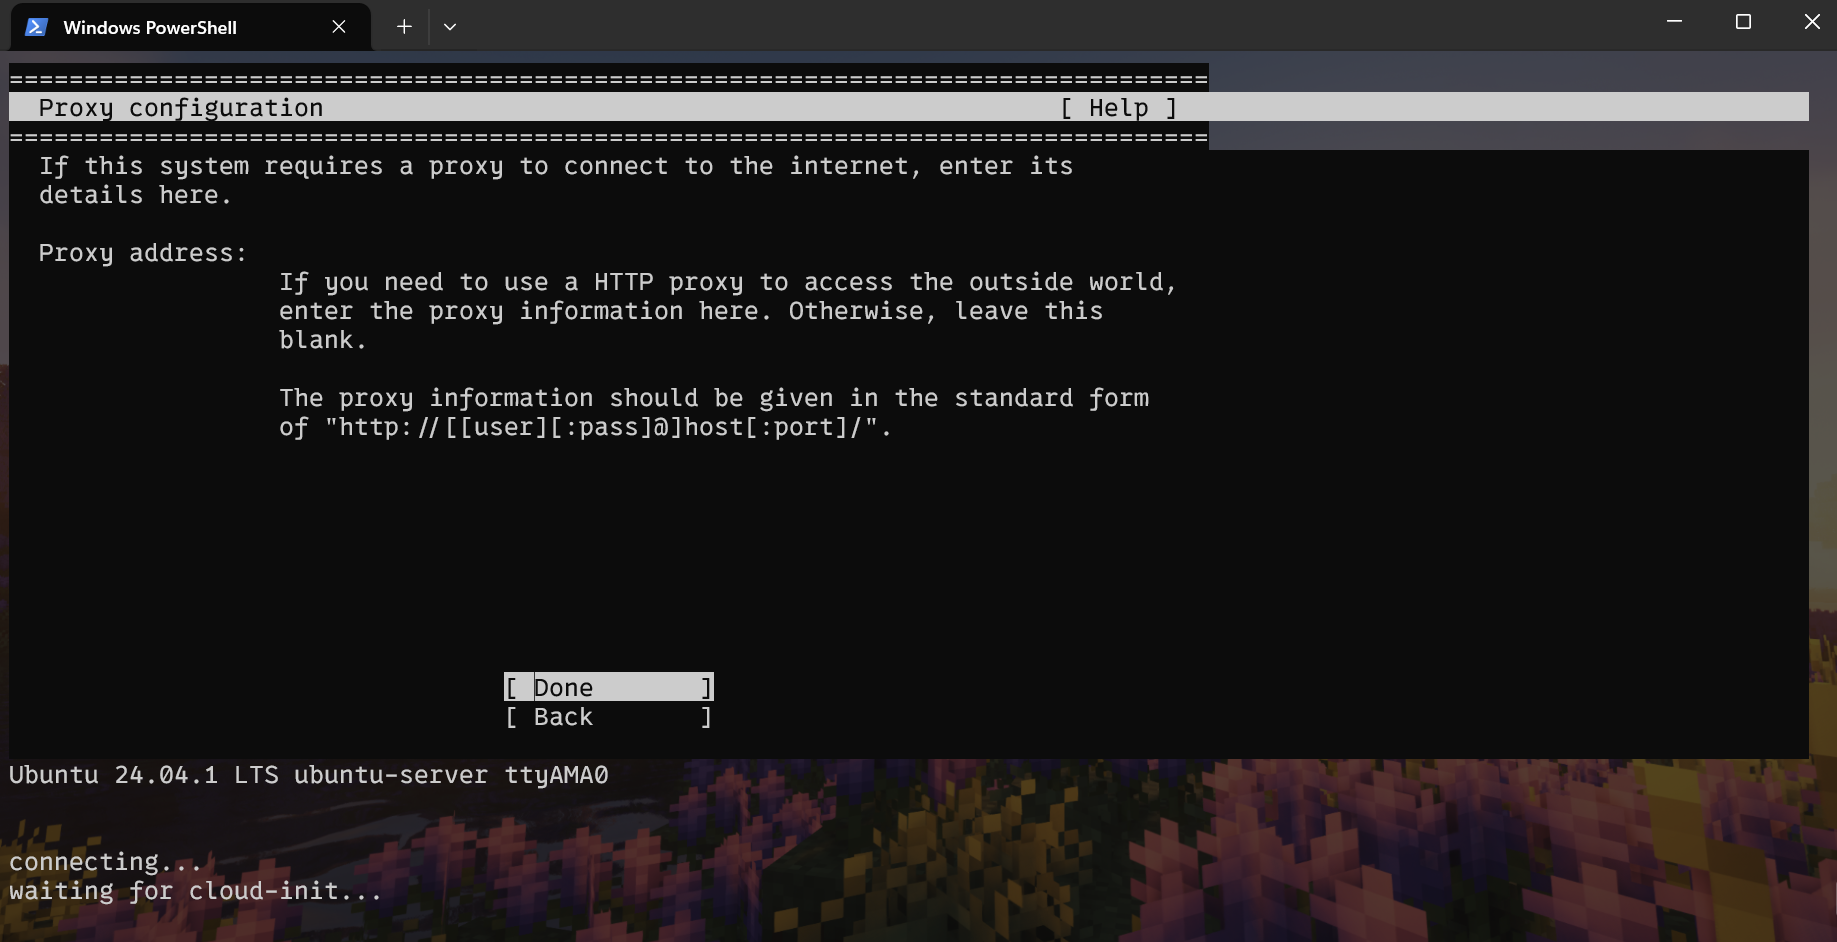 Windows PowerShell
================================================================================
Proxy configuration [ Help ]
================================================================================
If this system requires a proxy to connect to the internet, enter its
details here.
Proxy address:
If you need to use a HTTP proxy to access the outside world,
enter the proxy information here. Otherwise, leave this
blank.
The proxy information should be given in the standard form
of "http://[[user][:pass]@]host[:port]/".
[ Done ]
[ Back ]
Ubuntu 24.04.1 LTS ubuntu-server ttyAMA0
connecting...
waiting for cloud-init...